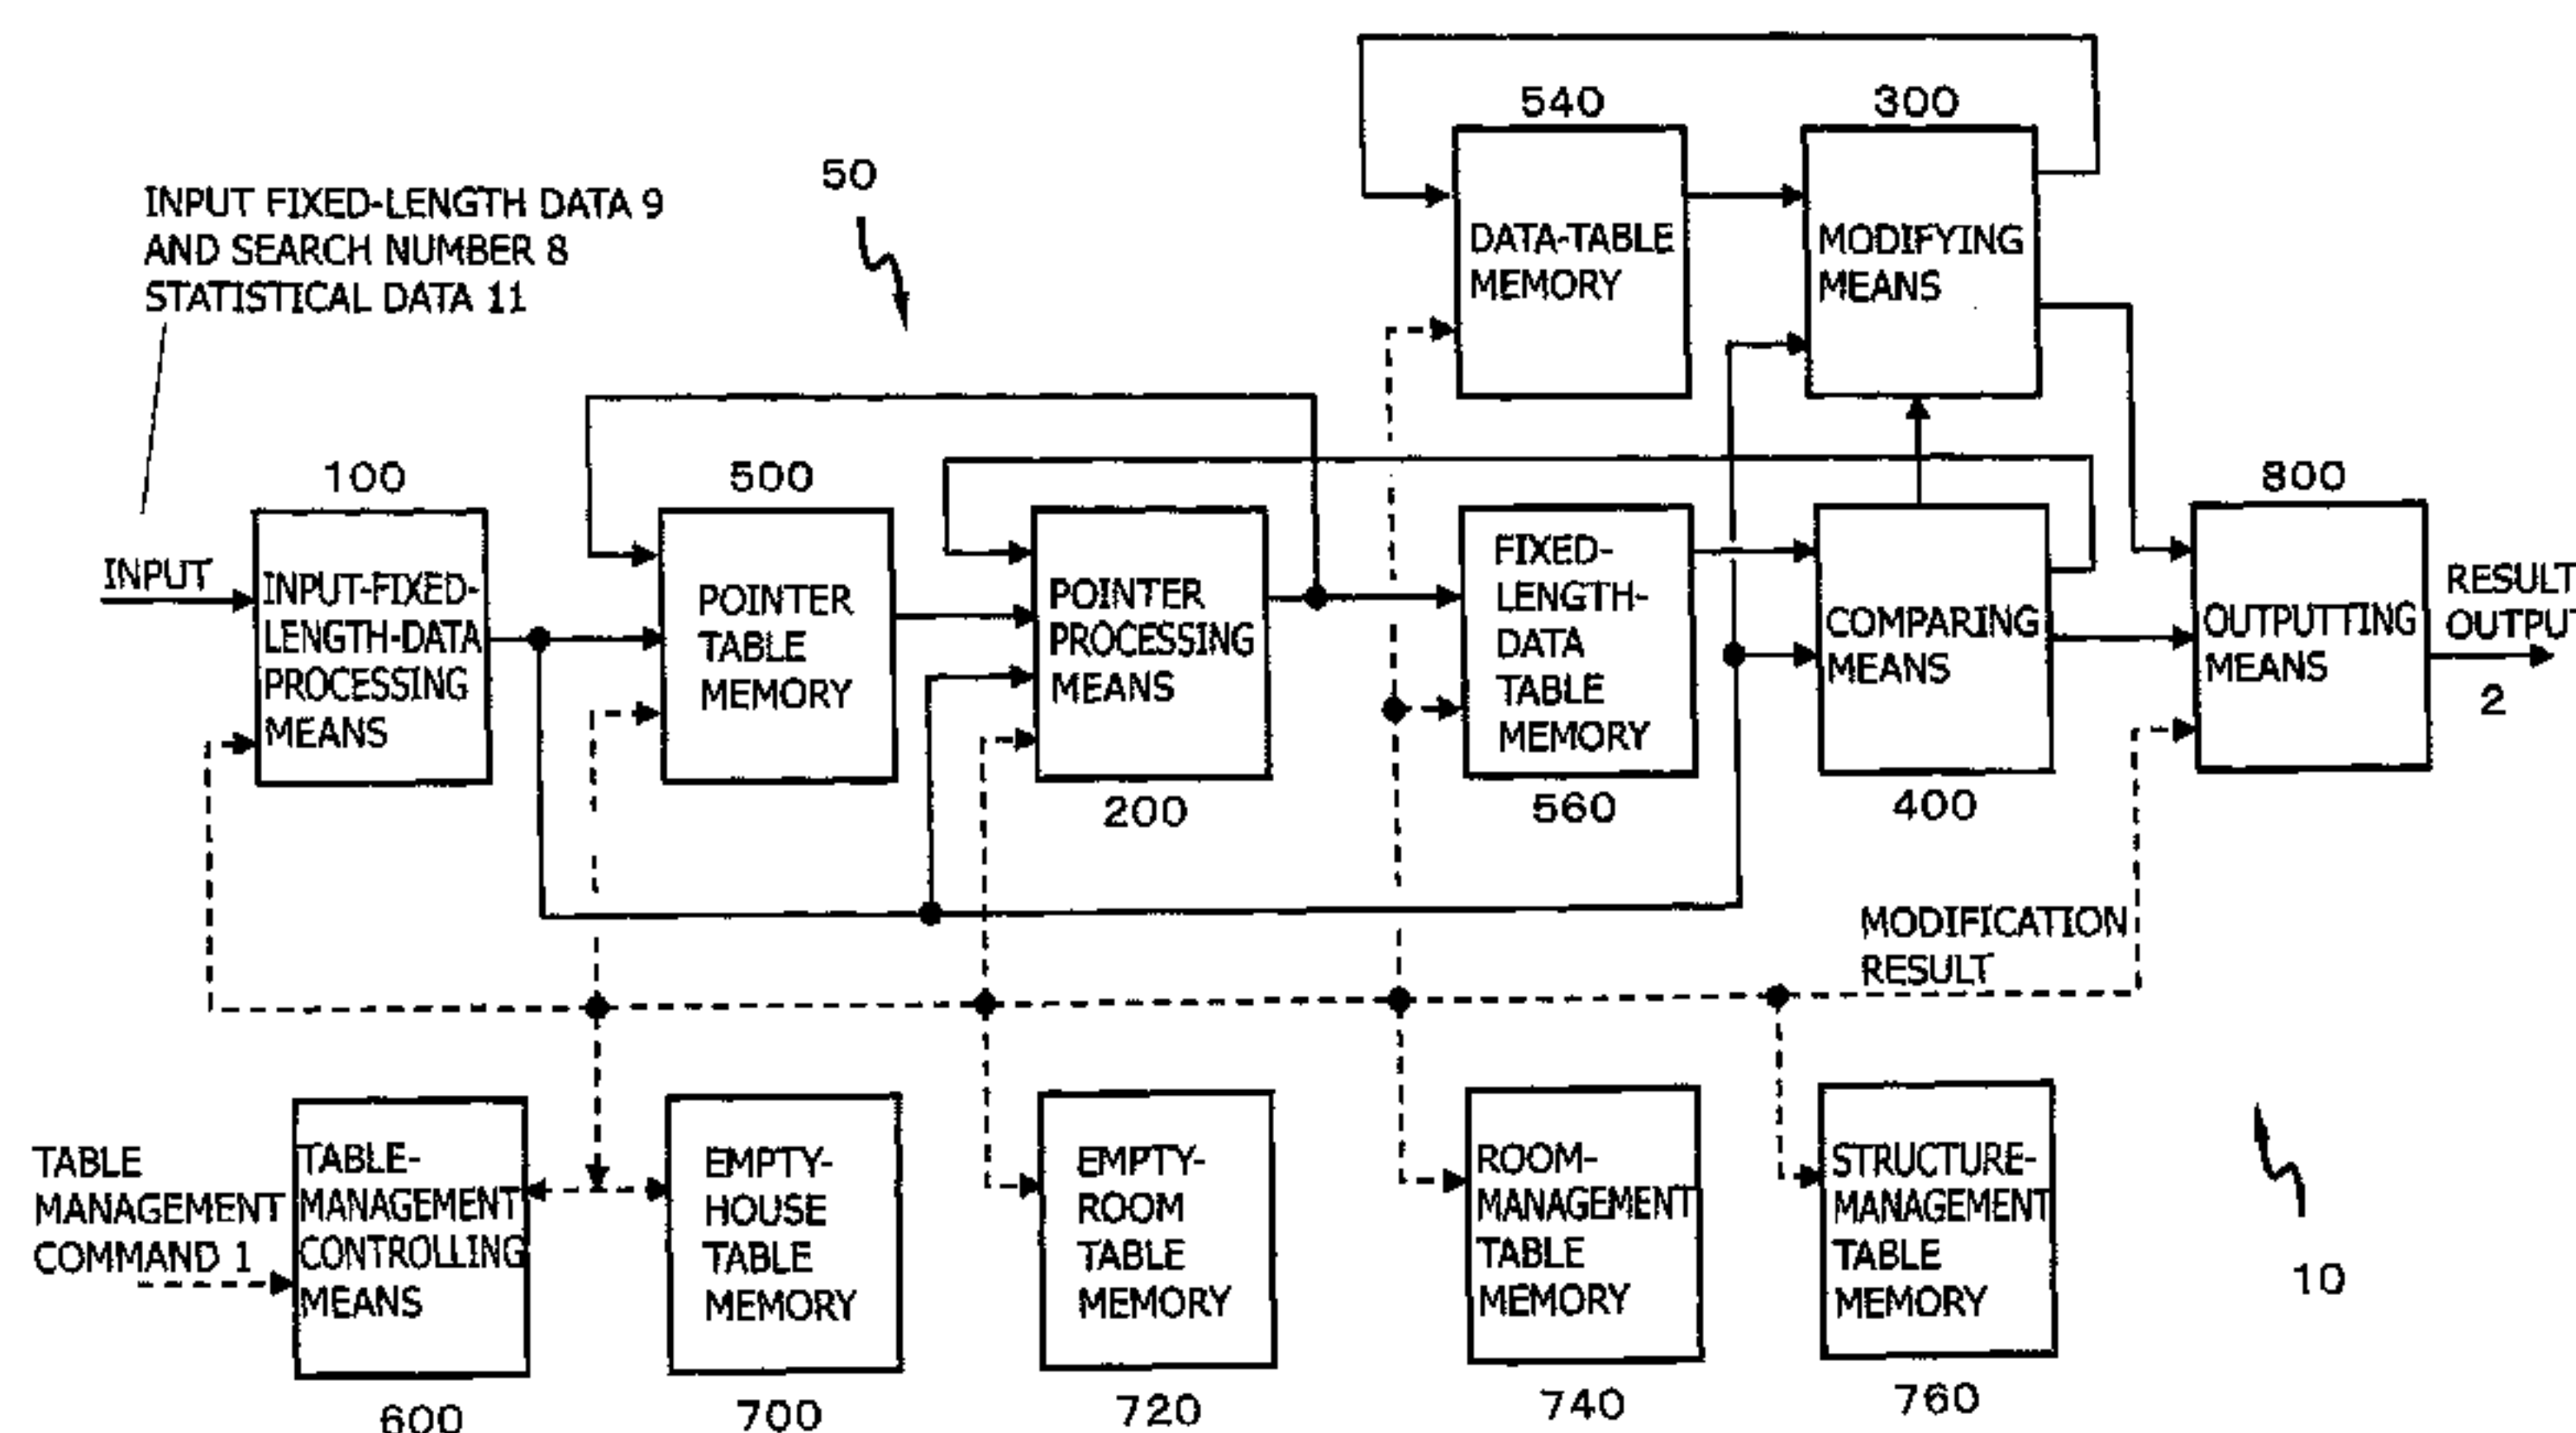 540
300
50
INPUT FIXED-LENGTH DATA 9
AND SEARCH NUMBER 8
STATISTICAL DATA 11
DATA-TABLE
MEMORY
MODIFYING
MEANS
100
500
800
INPUT
INPUT-FIXED-
LENGTH-DATA
PROCESSING
MEANS
POINTER
TABLE
MEMORY
POINTER
PROCESSING
MEANS
200
FIXED-
LENGTH-
DATA
TABLE
MEMORY
560
COMPARING
MEANS
400
OUTPUTTING
MEANS
RESULT
OUTPUT
2
MODIFICATION
RESULT
TABLE
MANAGEMENT
COMMAND 1
TABLE-
MANAGEMENT
CONTROLLING
MEANS
600
EMPTY-
HOUSE
TABLE
MEMORY
700
EMPTY-
ROOM
TABLE
MEMORY
720
ROOM-
MANAGEMENT
TABLE
MEMORY
740
STRUCTURE-
MANAGEMENT
TABLE
MEMORY
760
10